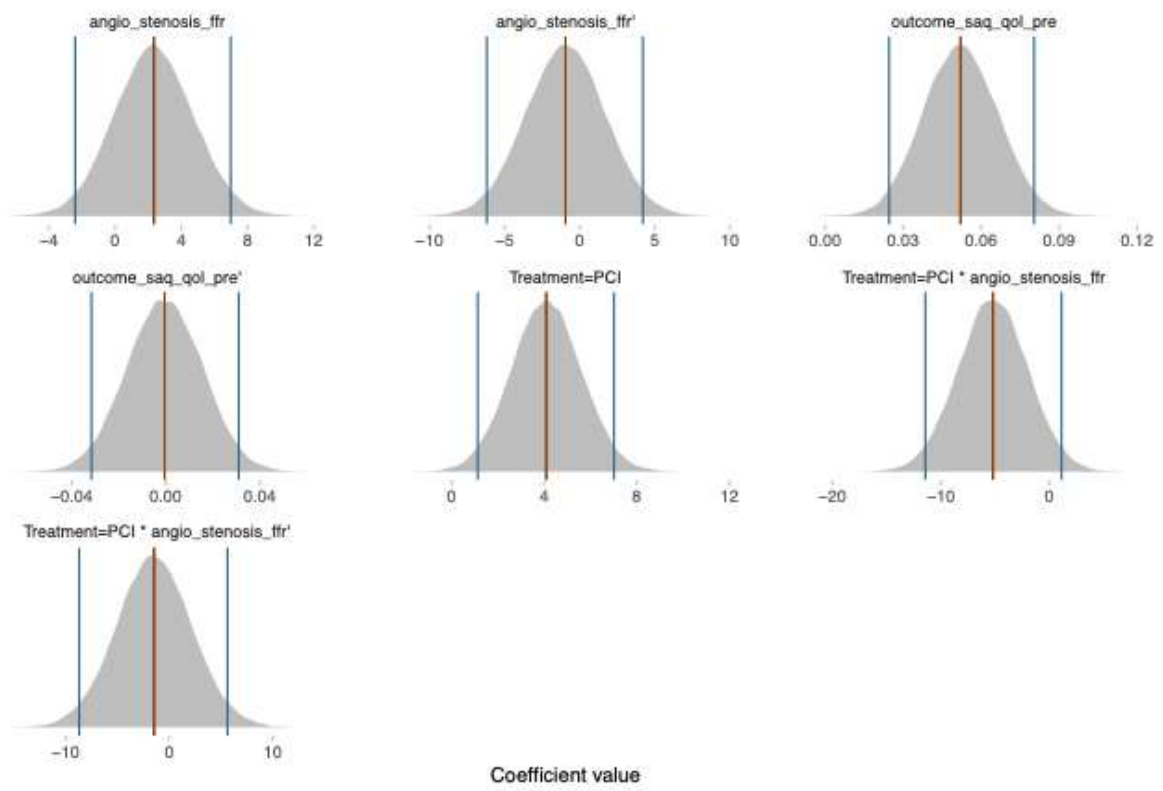 angio_stenosis_ffr
angio_stenosis_ffr'
outcome_saq_qol_pre
−4 0 4 8 12
−10 −5 0 5 10
0.00 0.03 0.06 0.09 0.12
outcome_saq_qol_pre'
Treatment=PCI
Treatment=PCI * angio_stenosis_ffr
−0.04 0.00 0.04
0 4 8 12
−20 −10 0
Treatment=PCI * angio_stenosis_ffr'
−10 0 10
Coefficient value